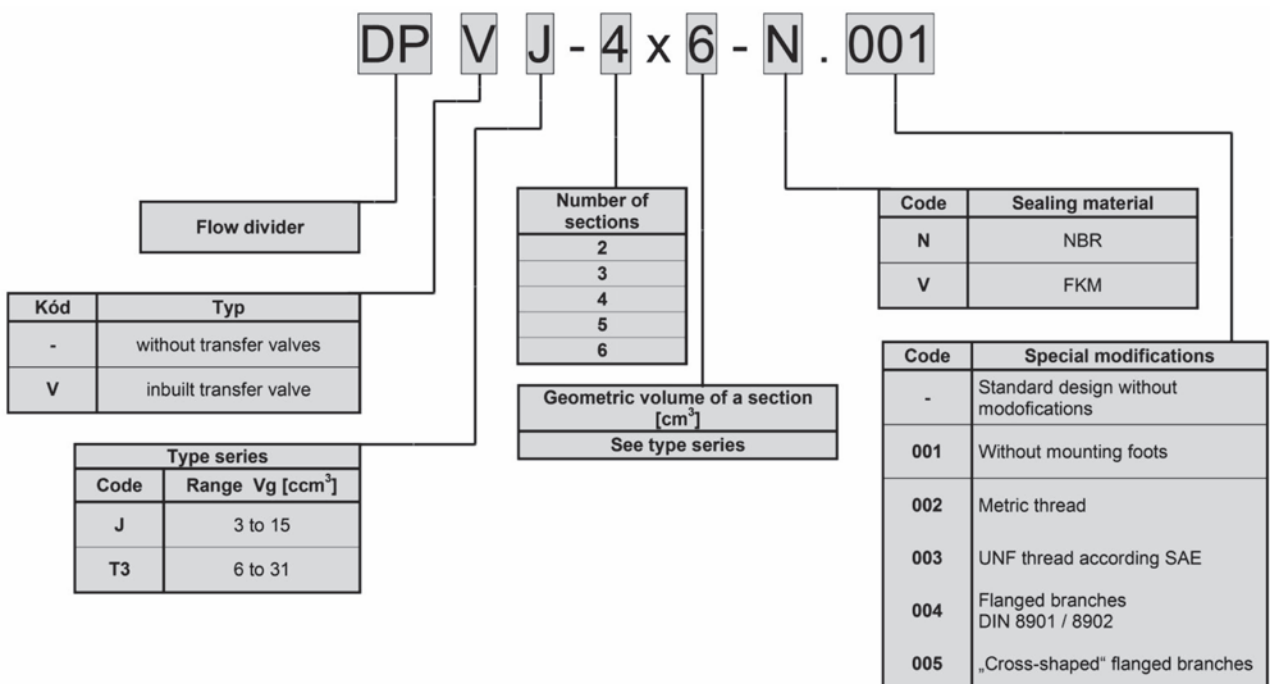 DP V J - 4 x 6 - N . 001
Flow divider
Kód Typ
- without transfer valves
V inbuilt transfer valve
Type series
Code Range Vg [ccm³]
J 3 to 15
T3 6 to 31
Number of
sections
2
3
4
5
6
Geometric volume of a section
[cm³]
See type series
Code Sealing material
N NBR
V FKM
Code Special modifications
- Standard design without
modofications
001 Without mounting foots
002 Metric thread
003 UNF thread according SAE
004 Flanged branches
DIN 8901 / 8902
005 „Cross-shaped“ flanged branches